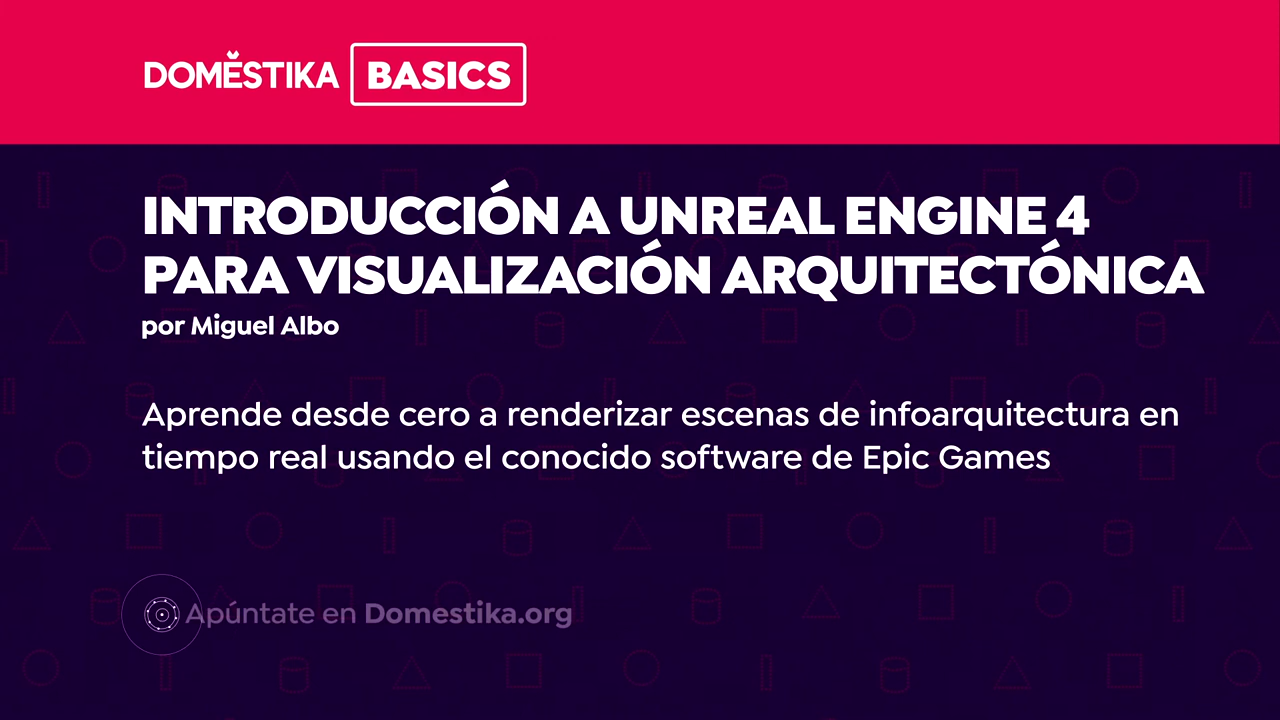 DOMĔSTIKA BASICS
INTRODUCCIÓN A UNREAL ENGINE 4
PARA VISUALIZACIÓN ARQUITECTÓNICA
por Miguel Albo
Aprende desde cero a renderizar escenas de infoarquitectura en
tiempo real usando el conocido software de Epic Games
Apúntate en Domestika.org